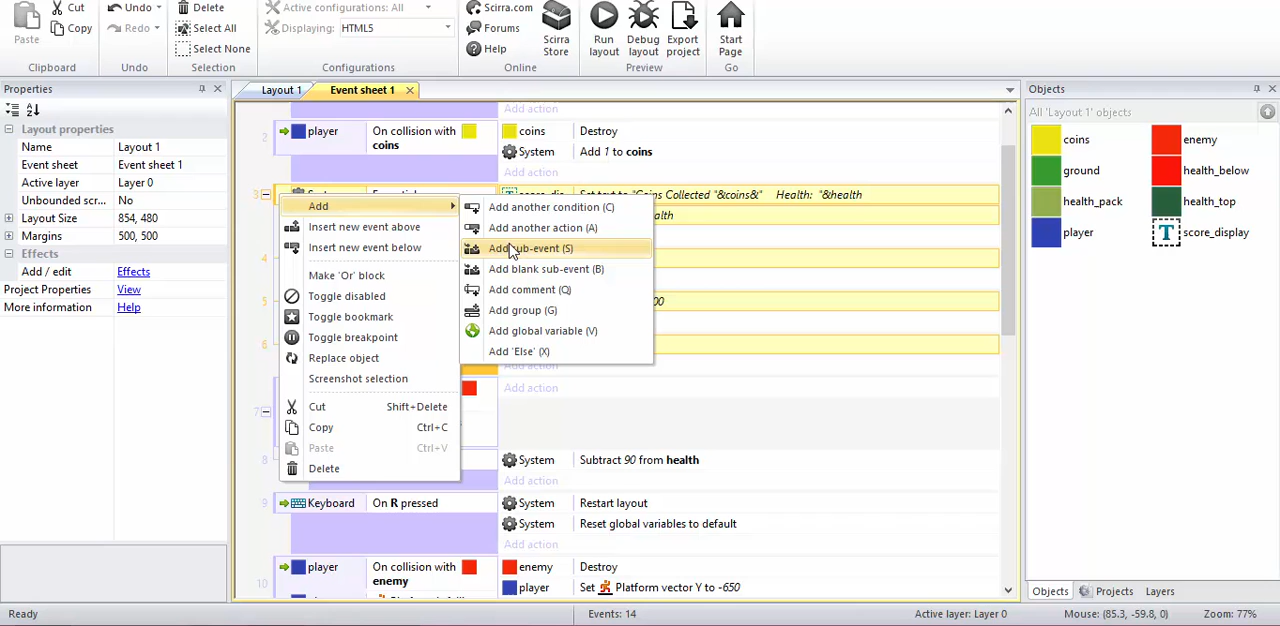 Cut
Undo
Delete
Active configurations: All
Scirra.com
Paste
Copy
Redo
Select All
Displaying: HTML5
Forums
Select None
Help
Scirra Store
Run layout
Debug layout
Export project
Start Page
Clipboard
Undo
Selection
Configurations
Online
Preview
Go
Properties
Layout 1
Event sheet 1
Objects
Layout properties
Name Layout 1
Event sheet Event sheet 1
Active layer Layer 0
Unbounded scr... No
Layout Size 854, 480
Margins 500, 500
Effects
Add / edit Effects
Project Properties View
More information Help
Add action
2 player On collision with coins
coins Destroy
System Add 1 to coins
Add action
3
Set text to "Coins Collected "&coins&" Health: "&health
4
5
6
Add action
7
Add action
8
System Subtract 90 from health
Add action
9 Keyboard On R pressed
System Restart layout
System Reset global variables to default
Add action
10 player On collision with enemy
enemy Destroy
player Set Platform vector Y to -650
Add
Insert new event above
Insert new event below
Make 'Or' block
Toggle disabled
Toggle bookmark
Toggle breakpoint
Replace object
Screenshot selection
Cut Shift+Delete
Copy Ctrl+C
Paste Ctrl+V
Delete
Add another condition (C)
Add another action (A)
Add sub-event (S)
Add blank sub-event (B)
Add comment (Q)
Add group (G)
Add global variable (V)
Add 'Else' (X)
All 'Layout 1' objects
coins
enemy
ground
health_below
health_pack
health_top
player
T score_display
Objects
Projects
Layers
Ready
Events: 14
Active layer: Layer 0
Mouse: (85.3, -59.8, 0)
Zoom: 77%